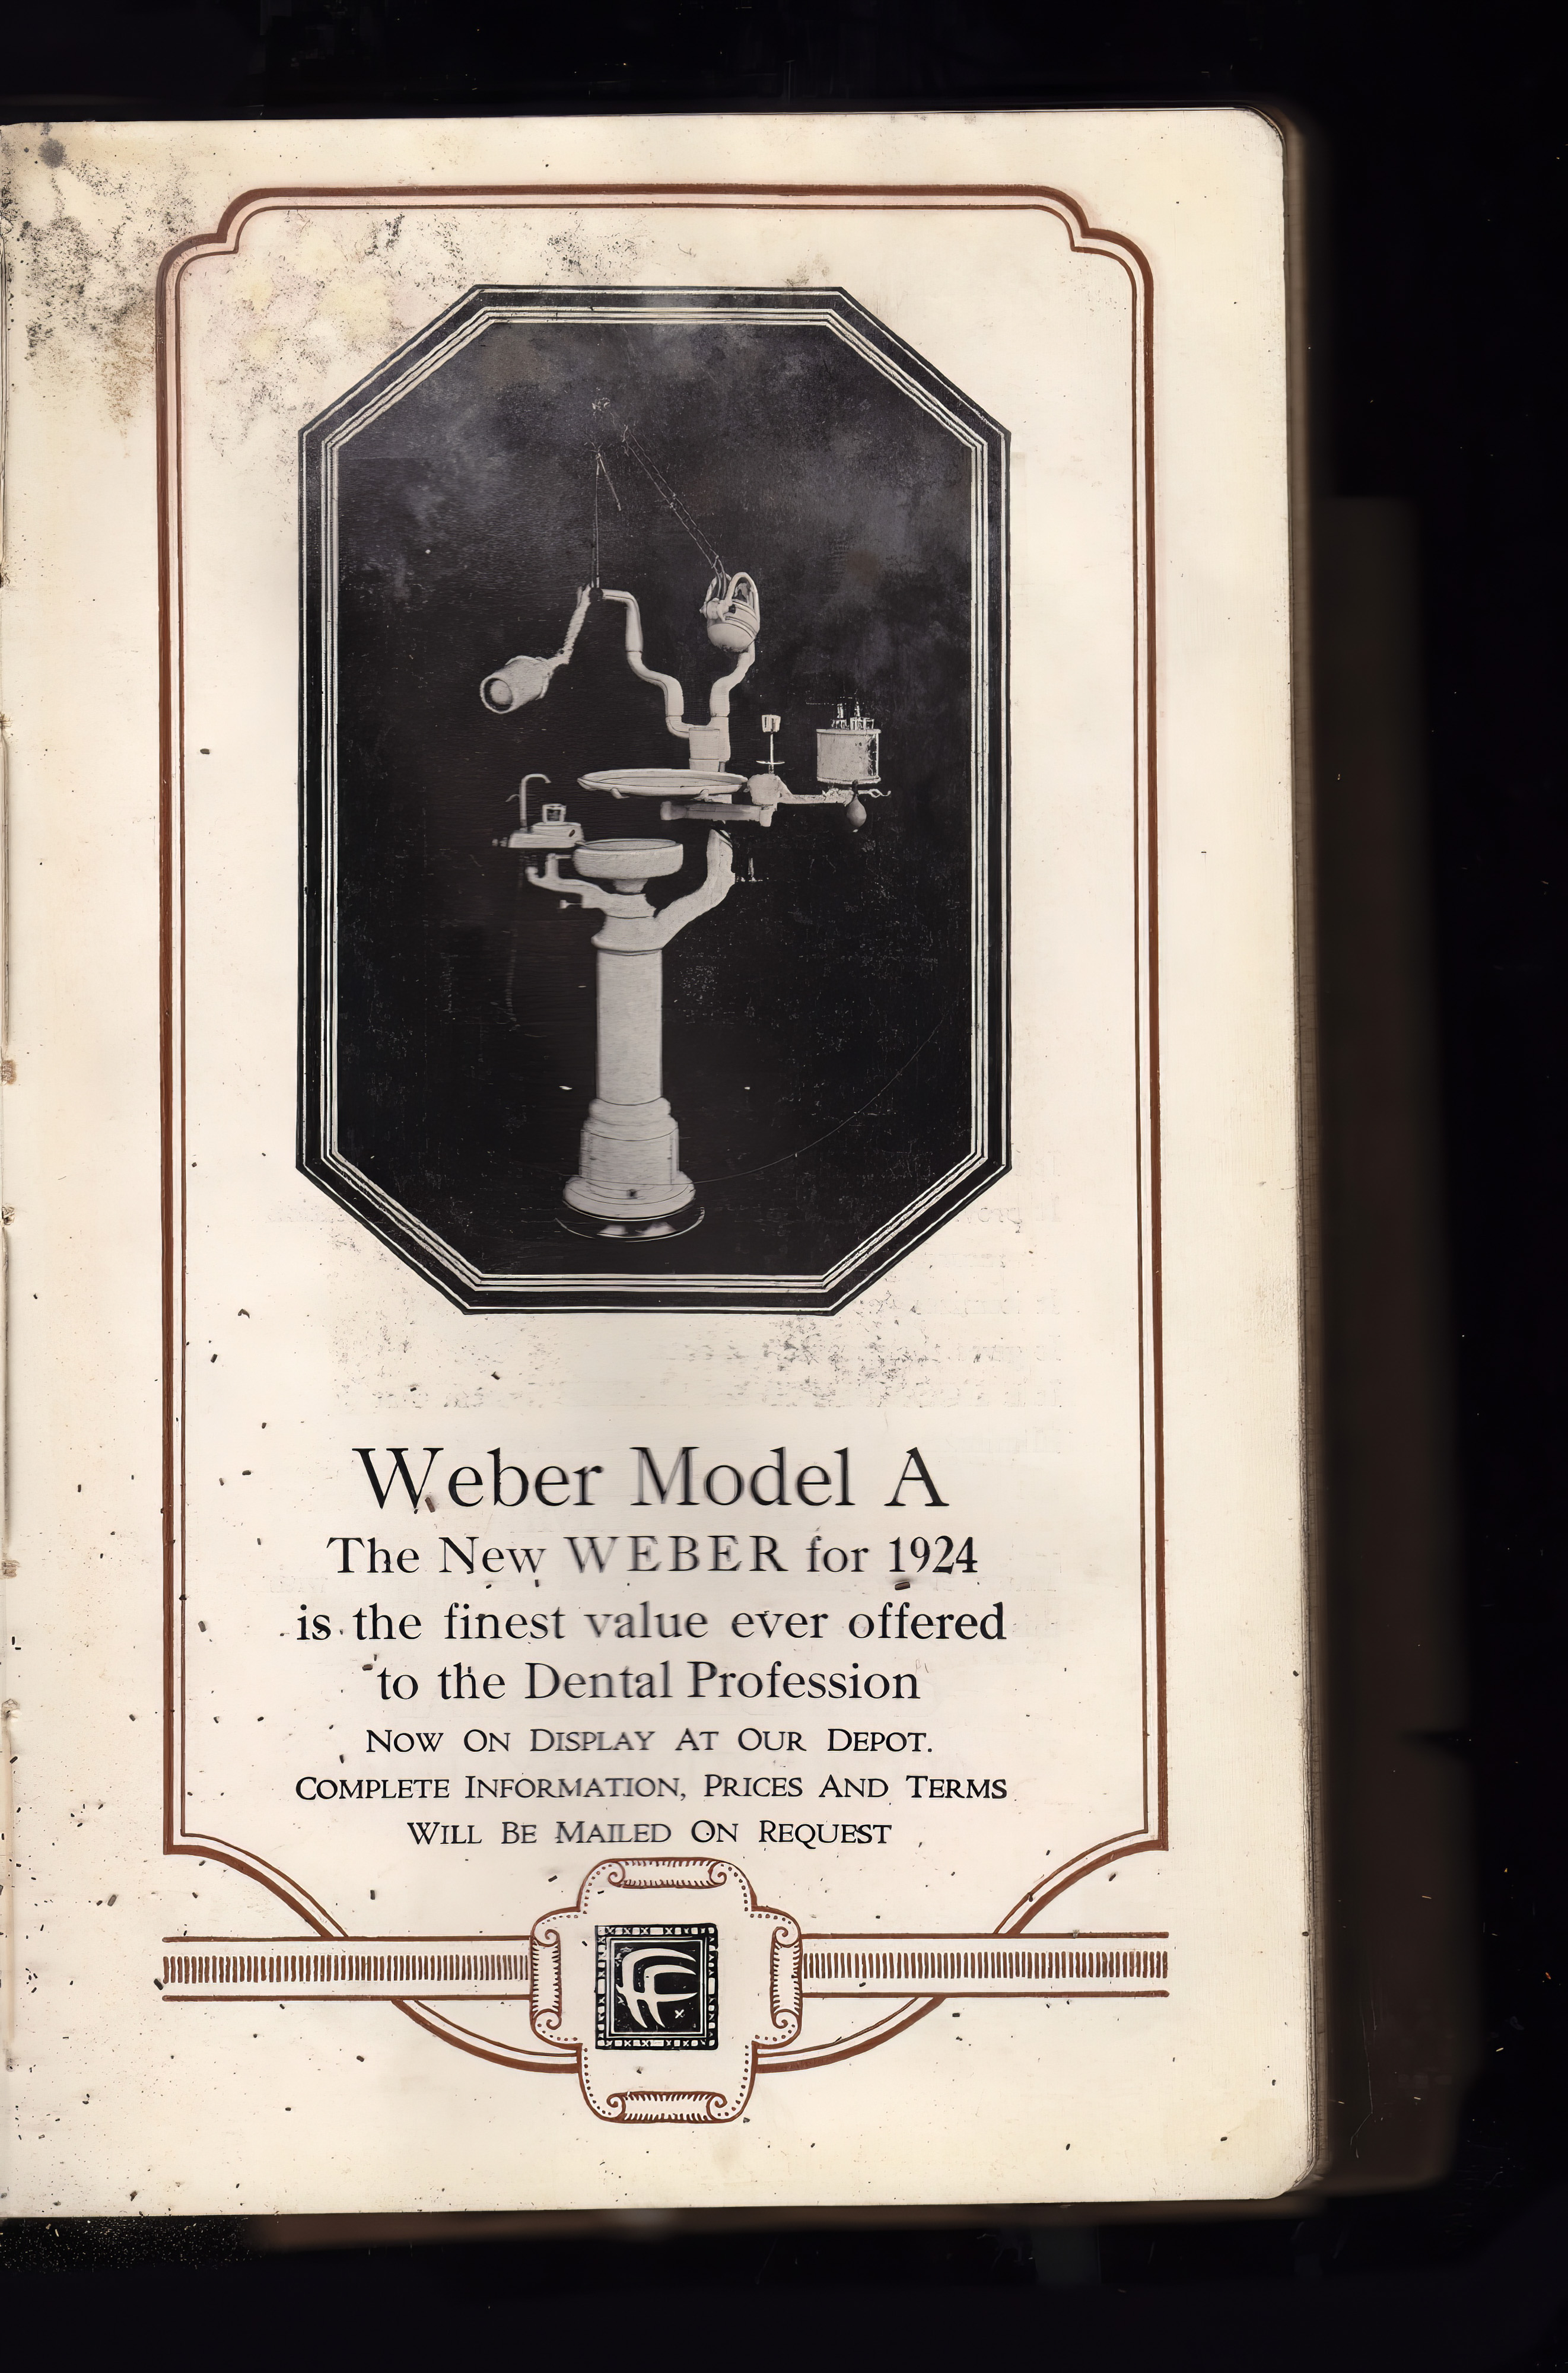 Weber Model A
The New WEBER for 1924
is the finest value ever offered
to the Dental Profession
NOW ON DISPLAY AT OUR DEPOT.
COMPLETE INFORMATION, PRICES AND TERMS
WILL BE MAILED ON REQUEST